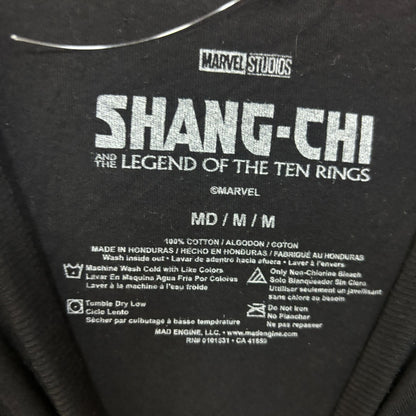 MARVEL STUDIOS
SHANG-CHI
AND THE LEGEND OF THE TEN RINGS
©MARVEL
MD / M / M
100% COTTON / ALGODON / COTON
MADE IN HONDURAS / HECHO EN HONDURAS / FABRIQUÉ AU HONDURAS
Wash inside out • Lavar de adentro hacia afuera • Laver à l'envers
Machine Wash Cold with Like Colors
Lavar En Maquina Agua Fria Por Colores
Laver à la machine à l'eau froide
Only Non-Chlorine Bleach
Solo Blanqueador Sin Cloro
Utiliser seulement un javellisant
sans chlore au besoin
Tumble Dry Low
Ciclo Lento
Sécher par culbutage à basse température
Do Not Iron
No Planchar
Ne pas repasser
MAD ENGINE, LLC. • www.madengine.com
RN# 0101531 • CA 41559